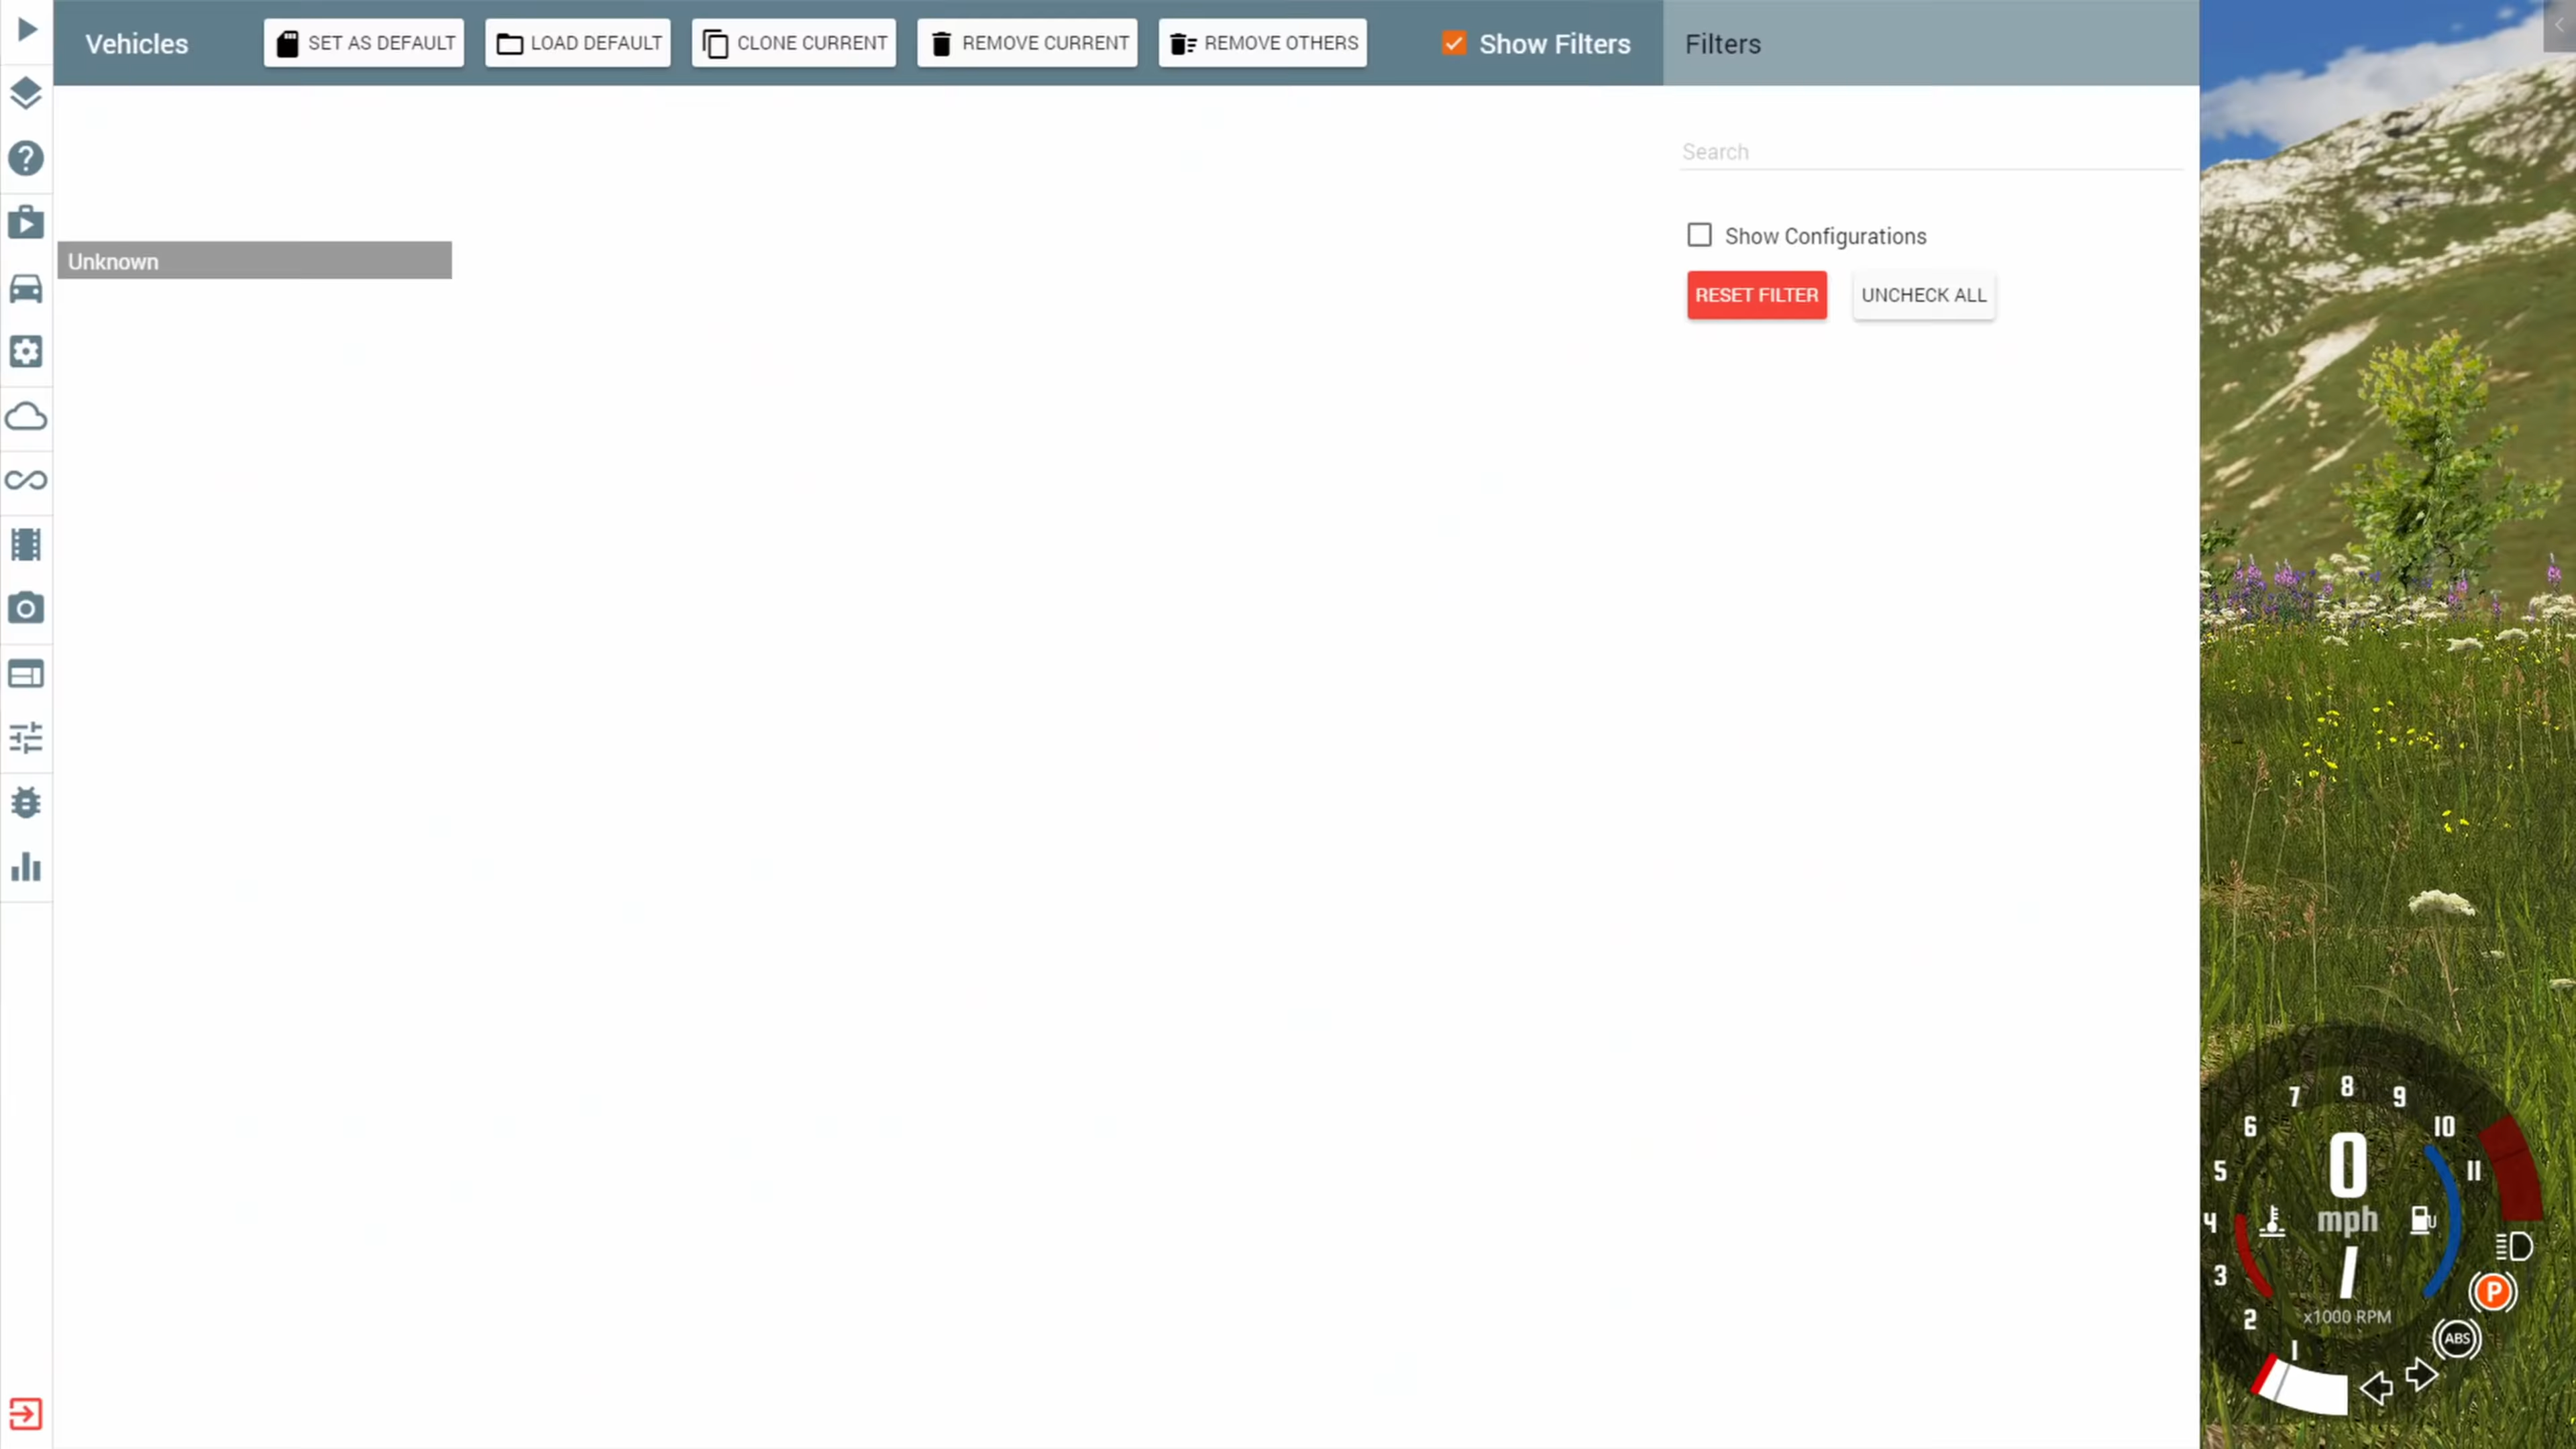 Vehicles
SET AS DEFAULT
LOAD DEFAULT
CLONE CURRENT
REMOVE CURRENT
REMOVE OTHERS
Show Filters
Filters
Search
Unknown
Show Configurations
RESET FILTER
UNCHECK ALL
7 8 9
6 10
5 0 11
4 mph
3
2 x1000 RPM
1
P
ABS